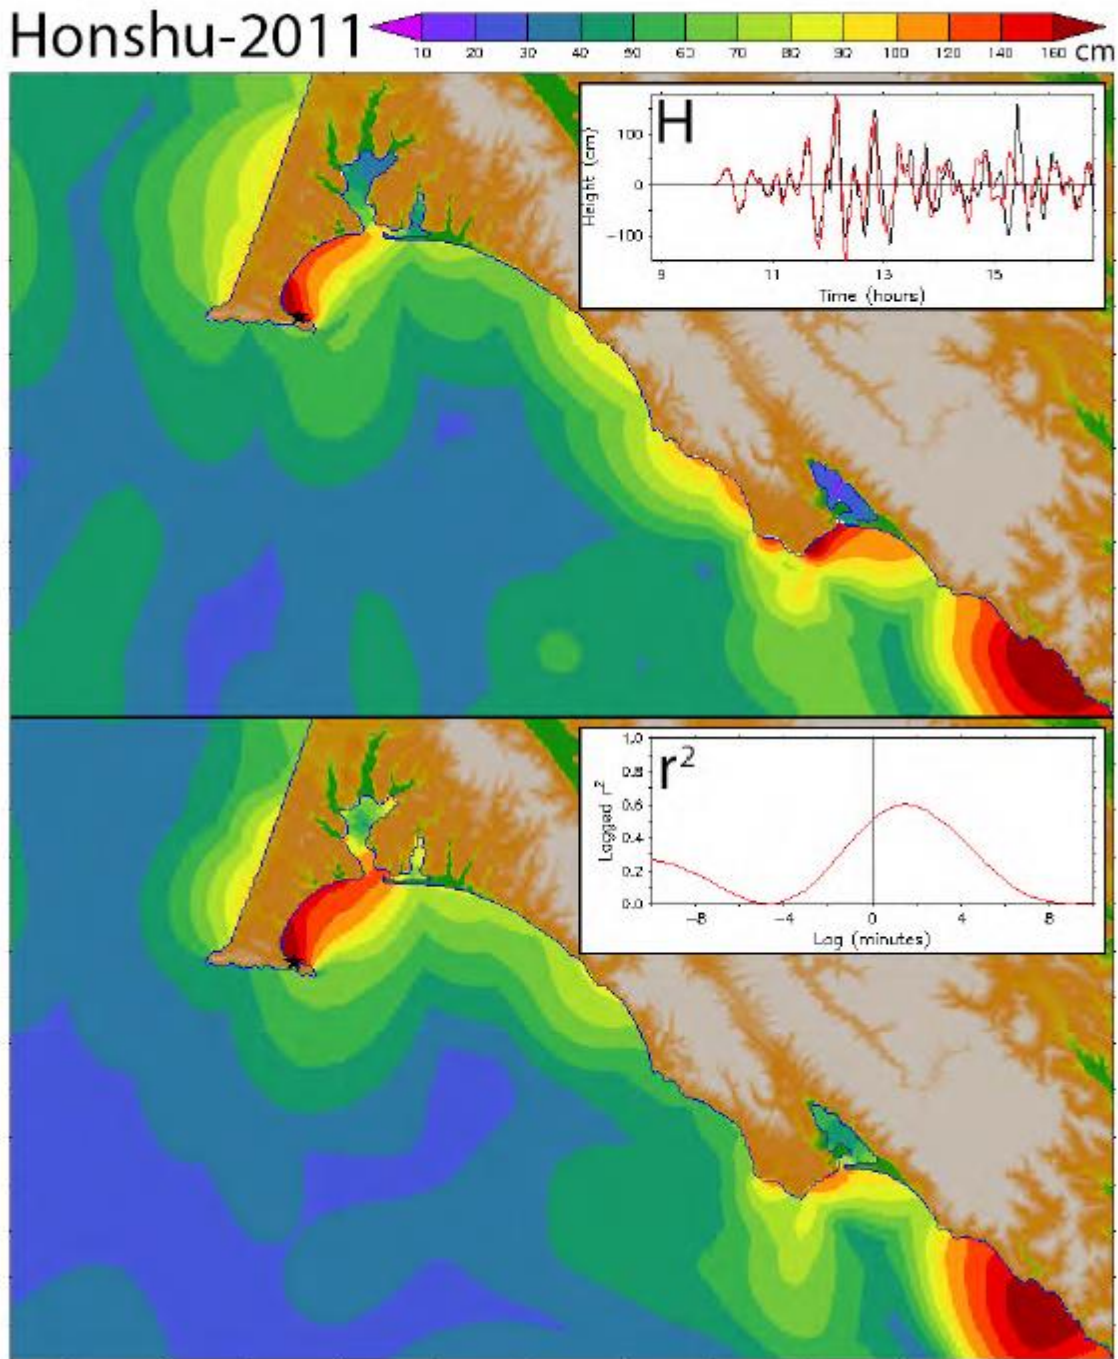 Honshu-2011
10 20 30 40 50 60 70 80 90 100 120 140 160 cm
H
Height (cm)
100
0
-100
9 11 13 15
Time (hours)
r²
Lagged r²
1.0
0.8
0.6
0.4
0.2
0.0
-8 -4 0 4 8
Lag (minutes)